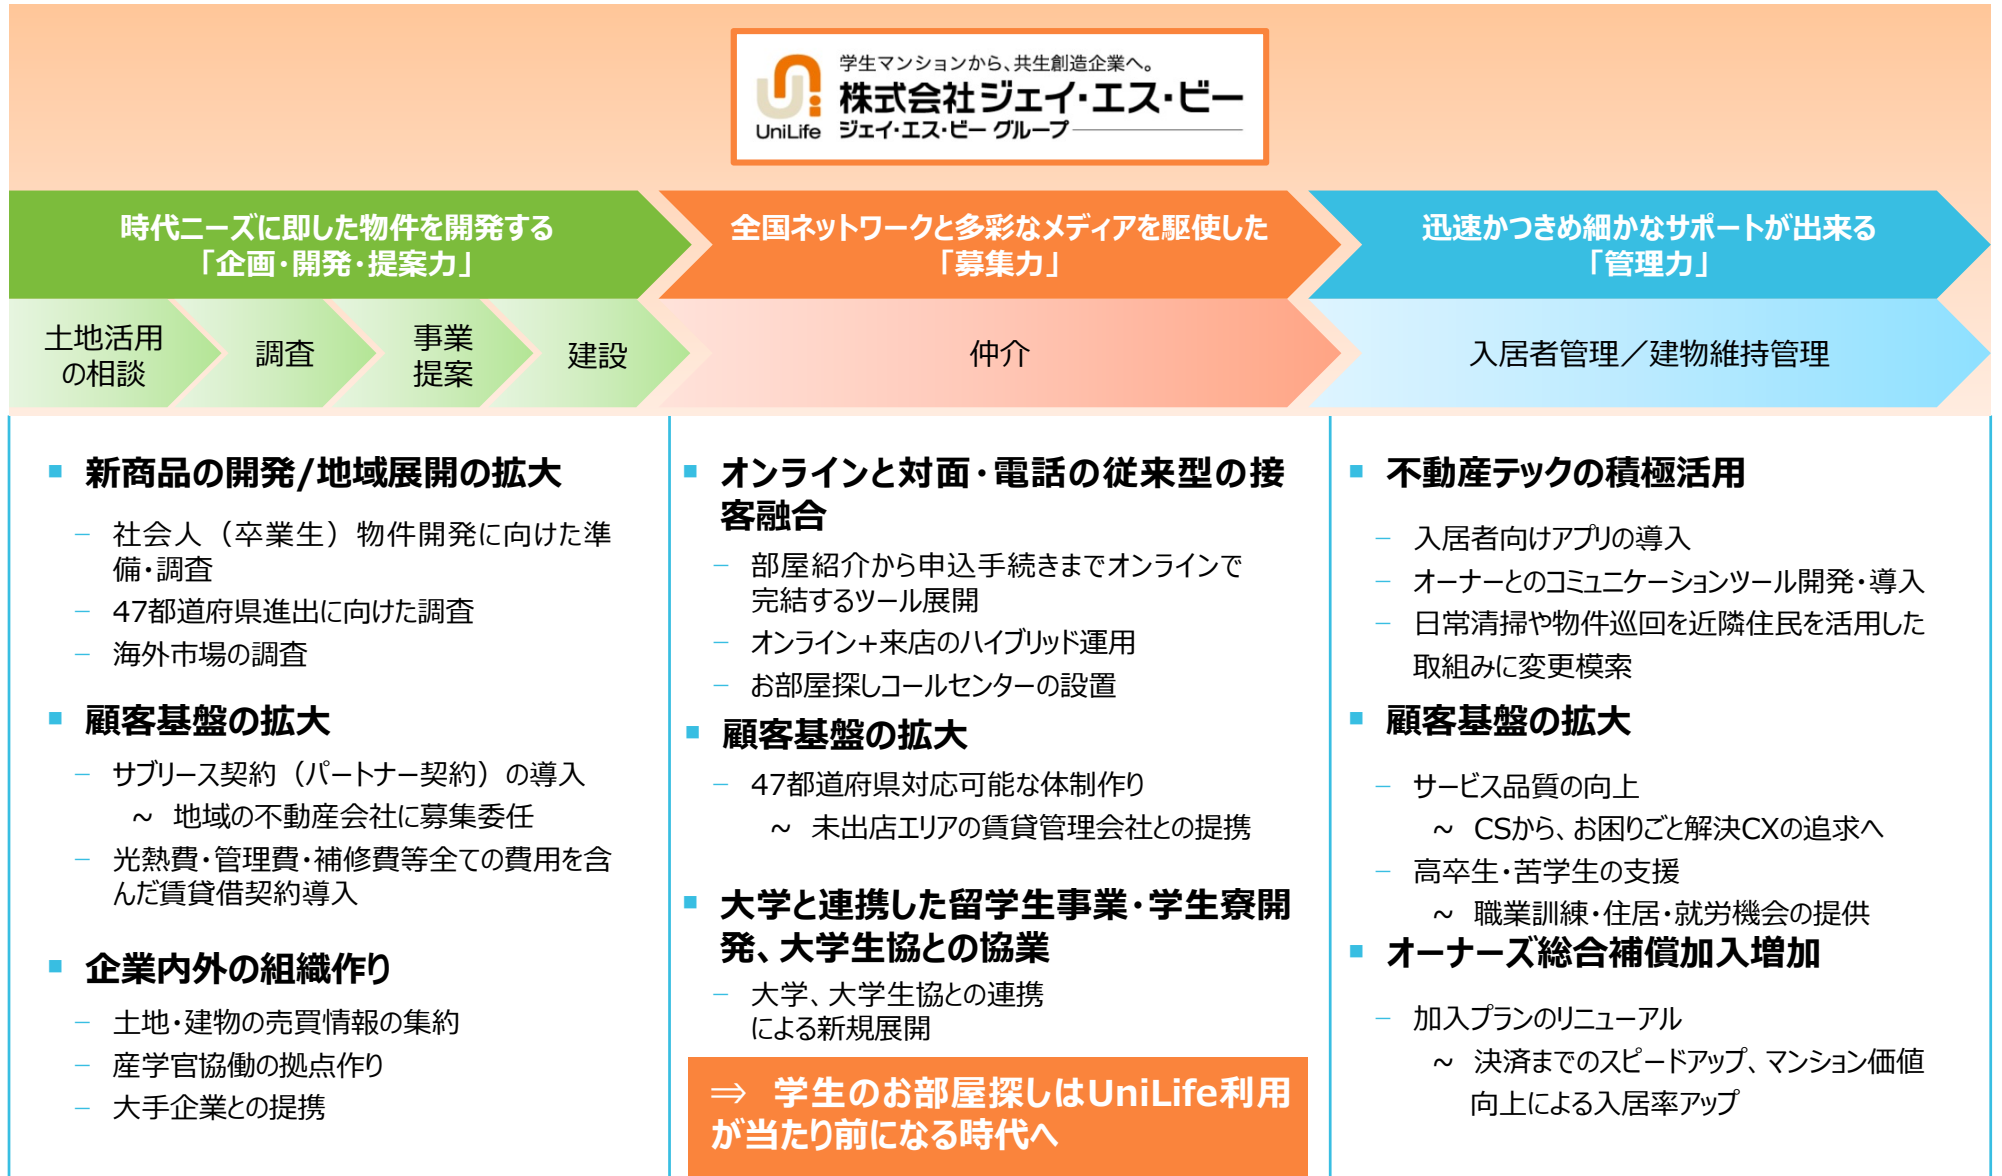 学生マンションから、共生創造企業へ。
株式会社ジェイ・エス・ビー
UniLife
ジェイ・エス・ビー グループ
時代ニーズに即した物件を開発する
「企画・開発・提案力」
全国ネットワークと多彩なメディアを駆使した
「募集力」
迅速かつきめ細かなサポートが出来る
「管理力」
土地活用
の相談
調査
事業
提案
建設
仲介
入居者管理／建物維持管理
▪ 新商品の開発/地域展開の拡大
– 社会人（卒業生）物件開発に向けた準
備・調査
– 47都道府県進出に向けた調査
– 海外市場の調査
▪ 顧客基盤の拡大
– サブリース契約（パートナー契約）の導入
~ 地域の不動産会社に募集委任
– 光熱費・管理費・補修費等全ての費用を含
んだ賃貸借契約導入
▪ 企業内外の組織作り
– 土地・建物の売買情報の集約
– 産学官協働の拠点作り
– 大手企業との提携
▪ オンラインと対面・電話の従来型の接
客融合
– 部屋紹介から申込手続きまでオンラインで
完結するツール展開
– オンライン+来店のハイブリッド運用
– お部屋探しコールセンターの設置
▪ 顧客基盤の拡大
– 47都道府県対応可能な体制作り
~ 未出店エリアの賃貸管理会社との提携
▪ 大学と連携した留学生事業・学生寮開
発、大学生協との協業
– 大学、大学生協との連携
による新規展開
⇒ 学生のお部屋探しはUniLife利用
が当たり前になる時代へ
▪ 不動産テックの積極活用
– 入居者向けアプリの導入
– オーナーとのコミュニケーションツール開発・導入
– 日常清掃や物件巡回を近隣住民を活用した
取組みに変更模索
▪ 顧客基盤の拡大
– サービス品質の向上
~ CSから、お困りごと解決CXの追求へ
– 高卒生・苦学生の支援
~ 職業訓練・住居・就労機会の提供
▪ オーナーズ総合補償加入増加
– 加入プランのリニューアル
~ 決済までのスピードアップ、マンション価値
向上による入居率アップ